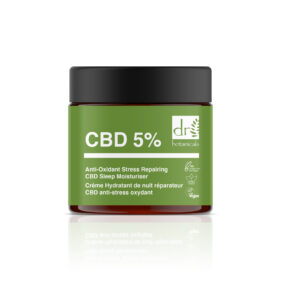 dr.
botanicals
CBD 5%
Anti-Oxidant Stress Repairing
CBD Sleep Moisturiser
Crème Hydratant de nuit réparateur
CBD anti-stress oxydant
Vegan